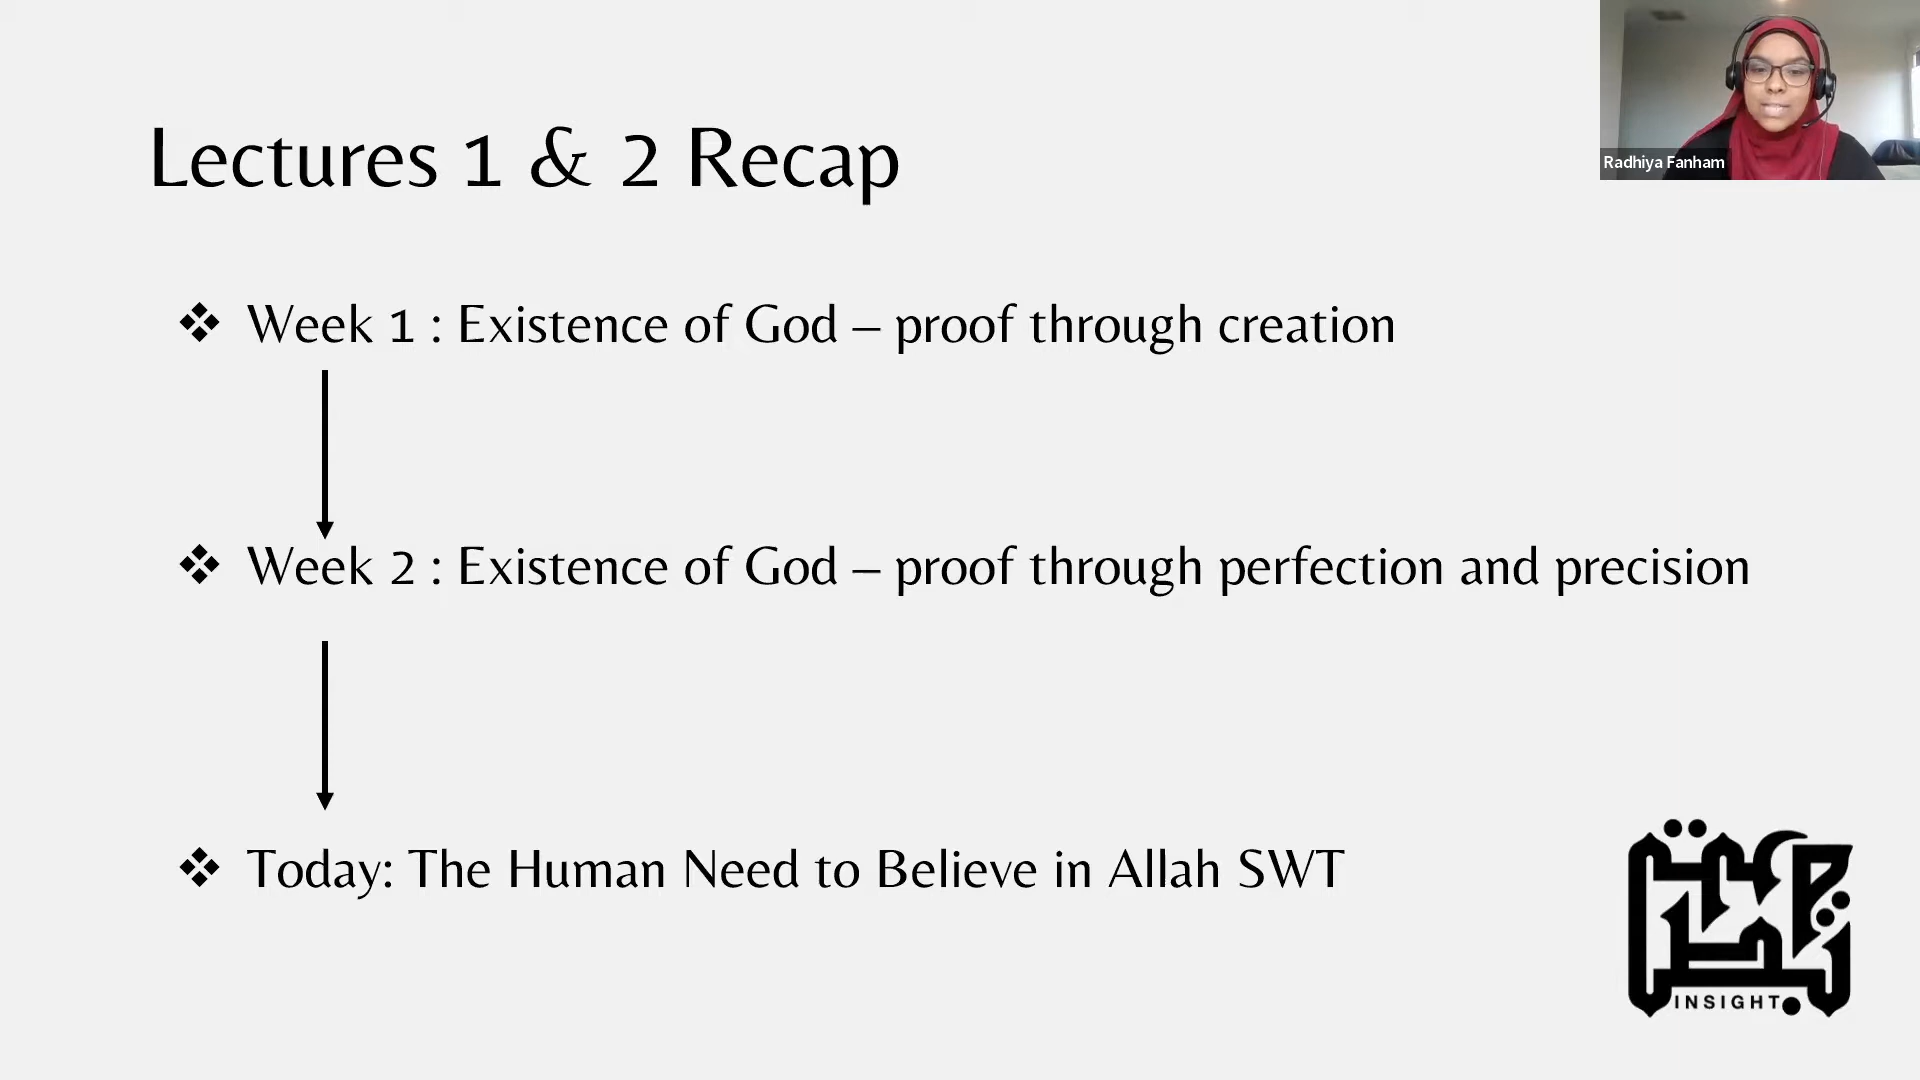 Radhiya Fanham
Lectures 1 & 2 Recap
❖ Week 1 : Existence of God – proof through creation
❖ Week 2 : Existence of God – proof through perfection and precision
❖ Today: The Human Need to Believe in Allah SWT
INSIGHT